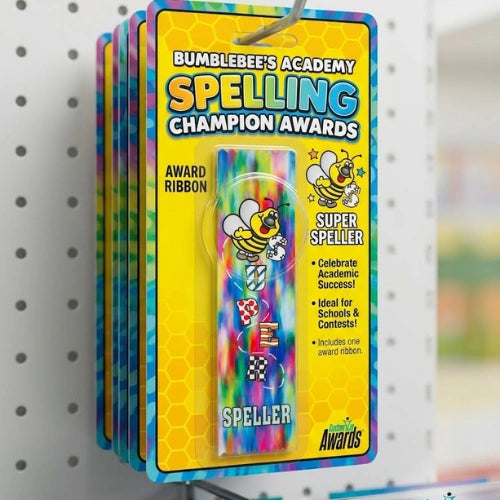 BUMBLEBEE'S ACADEMY
SPELLING
CHAMPION AWARDS
AWARD
RIBBON
S
U
P
E
R
SPELLER
SUPER
SPELLER
• Celebrate
Academic
Success!
• Ideal for
Schools &
Contests!
• Includes one
award ribbon.
Awards